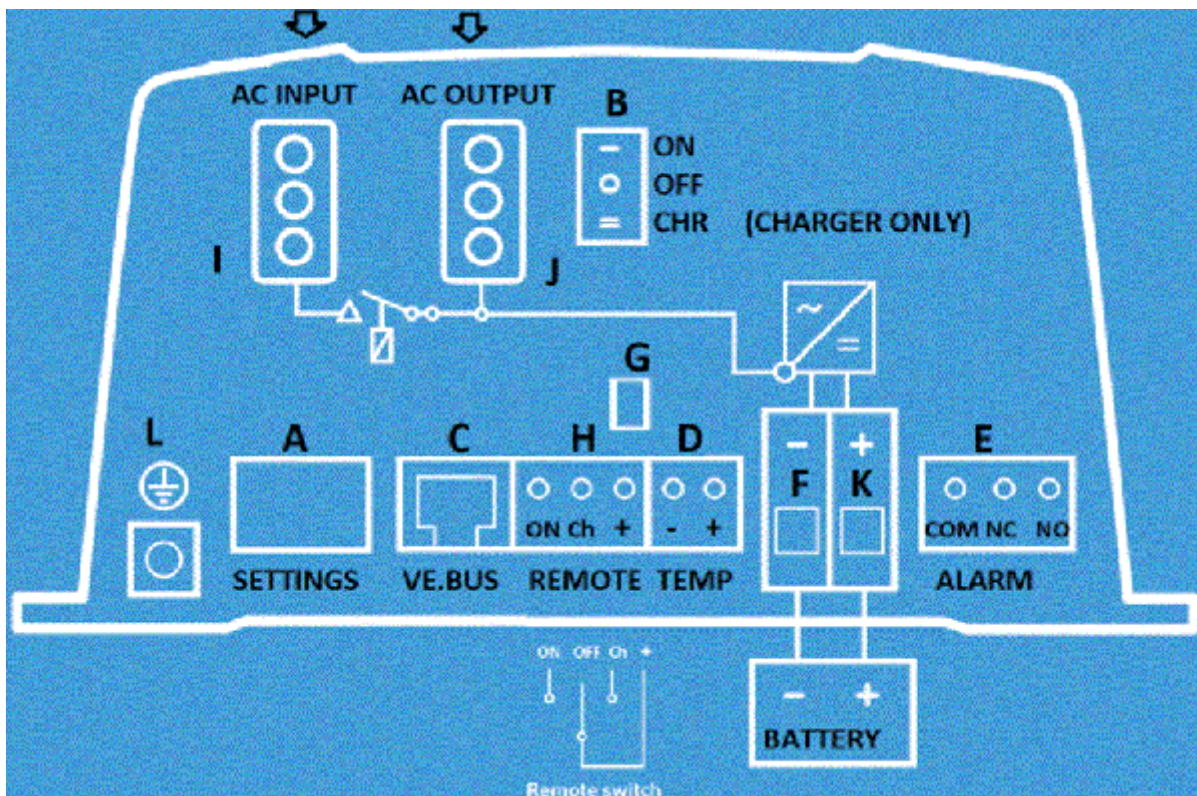 AC INPUT AC OUTPUT B
ON
OFF
CHR (CHARGER ONLY)
I J
G
L A C H D - + E
F K
ON Ch + - + COM NC NO
SETTINGS VE.BUS REMOTE TEMP ALARM
ON OFF Ch +
- +
BATTERY
Remote switch